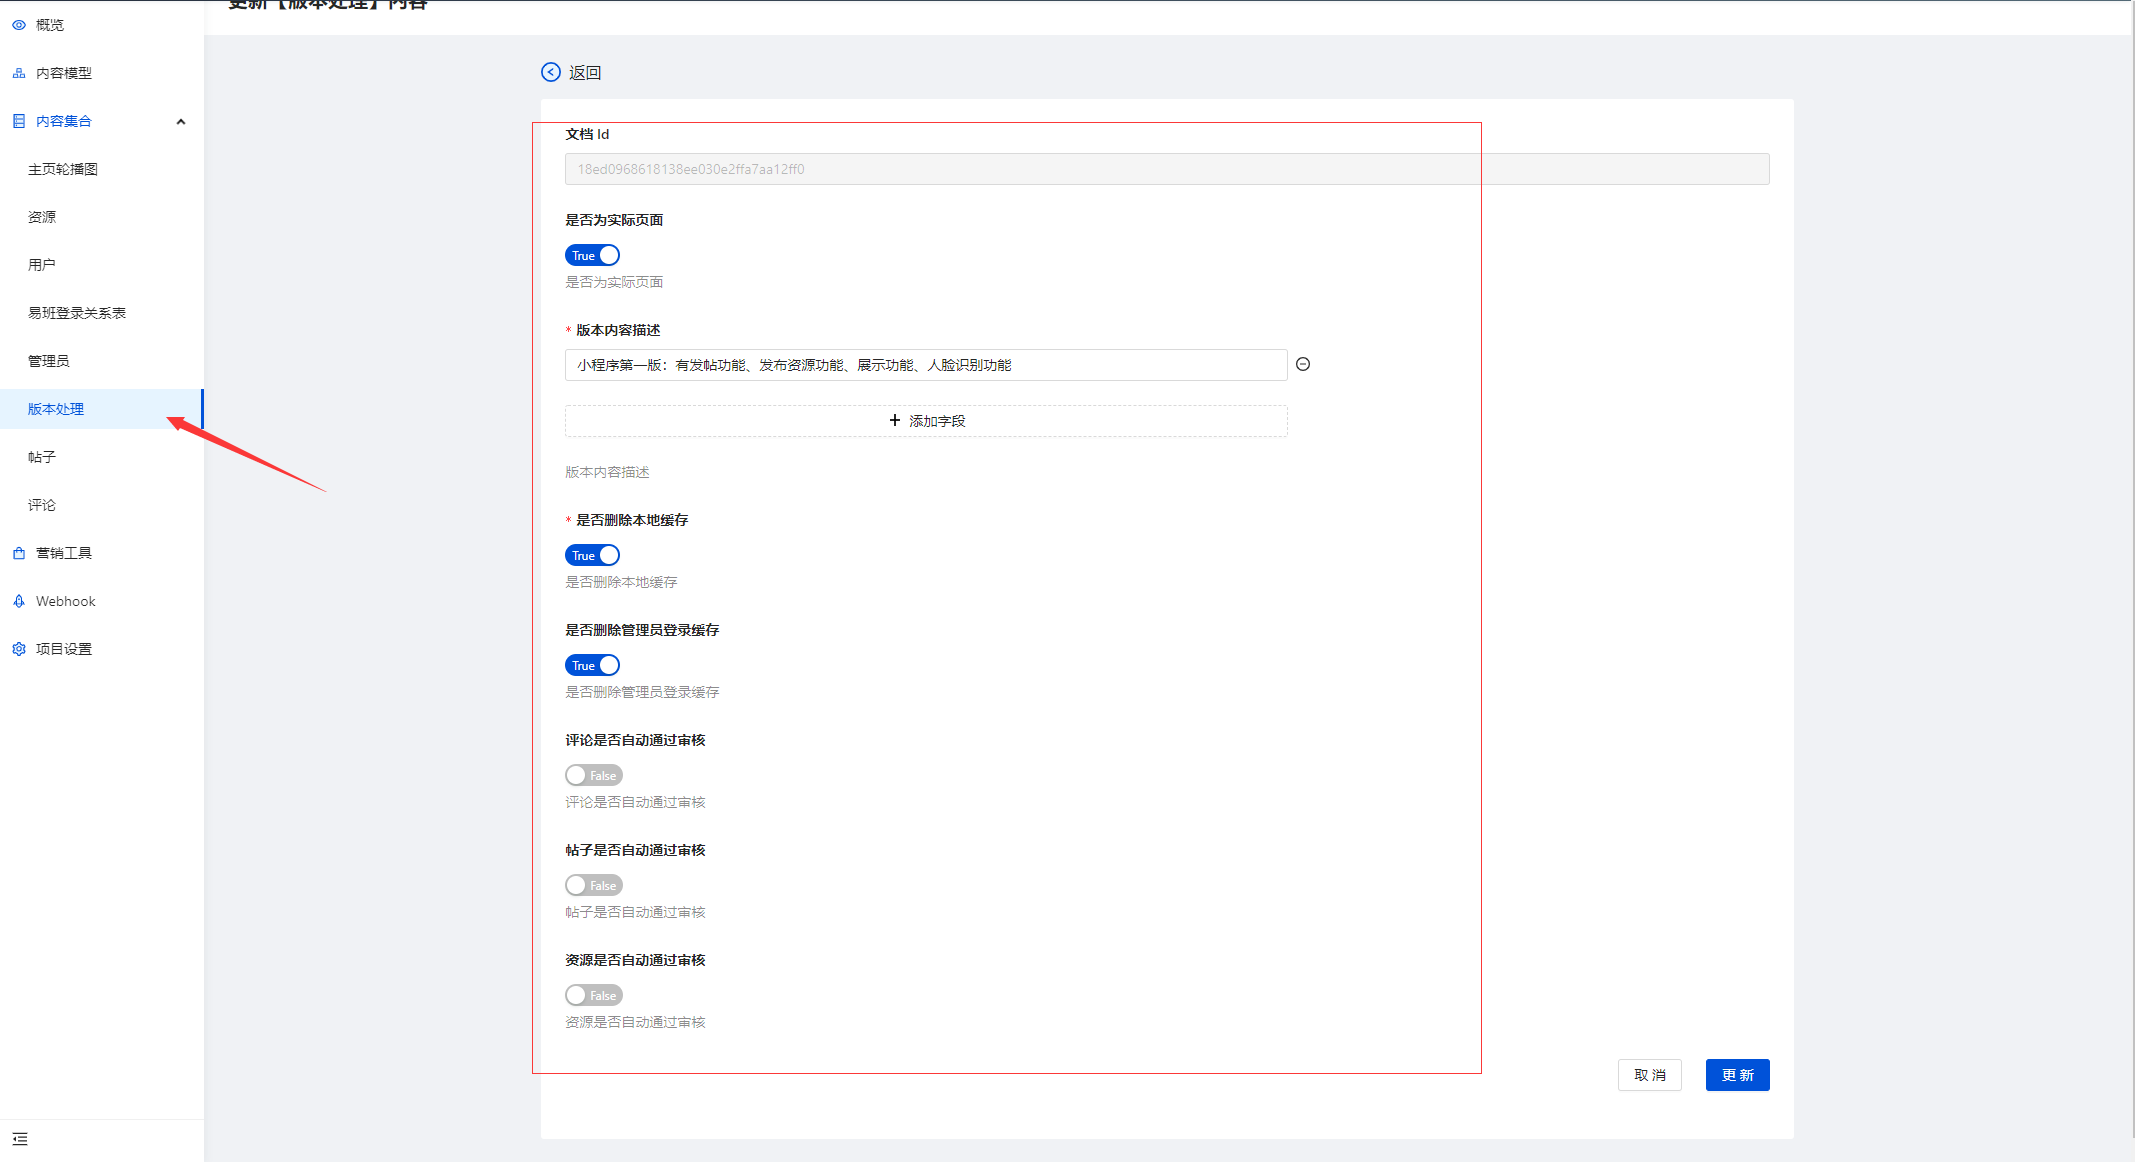 更新【版本处理】内容
概览
内容模型
内容集合
主页轮播图
资源
用户
易班登录关系表
管理员
版本处理
帖子
评论
营销工具
Webhook
项目设置
返回
文档 Id
18ed0968618138ee030e2ffa7aa12ff0
是否为实际页面
True
是否为实际页面
* 版本内容描述
小程序第一版：有发帖功能、发布资源功能、展示功能、人脸识别功能
添加字段
版本内容描述
* 是否删除本地缓存
True
是否删除本地缓存
是否删除管理员登录缓存
True
是否删除管理员登录缓存
评论是否自动通过审核
False
评论是否自动通过审核
帖子是否自动通过审核
False
帖子是否自动通过审核
资源是否自动通过审核
False
资源是否自动通过审核
取 消
更 新